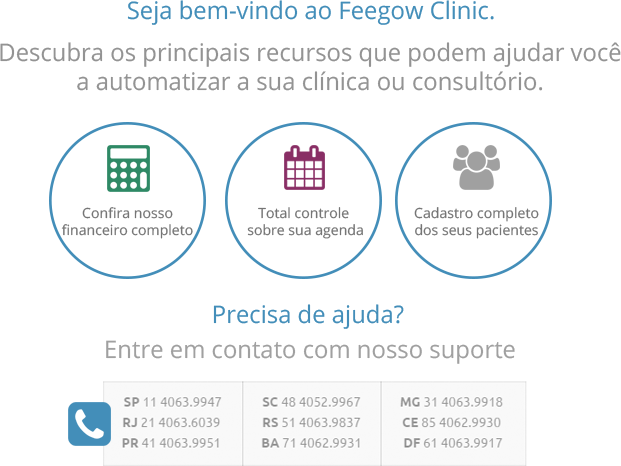 Seja bem-vindo ao Feegow Clinic.
Descubra os principais recursos que podem ajudar você
a automatizar a sua clínica ou consultório.
Confira nosso
financeiro completo
Total controle
sobre sua agenda
Cadastro completo
dos seus pacientes
Precisa de ajuda?
Entre em contato com nosso suporte
SP 11 4063.9947
RJ 21 4063.6039
PR 41 4063.9951
SC 48 4052.9967
RS 51 4063.9837
BA 71 4062.9931
MG 31 4063.9918
CE 85 4062.9930
DF 61 4063.9917